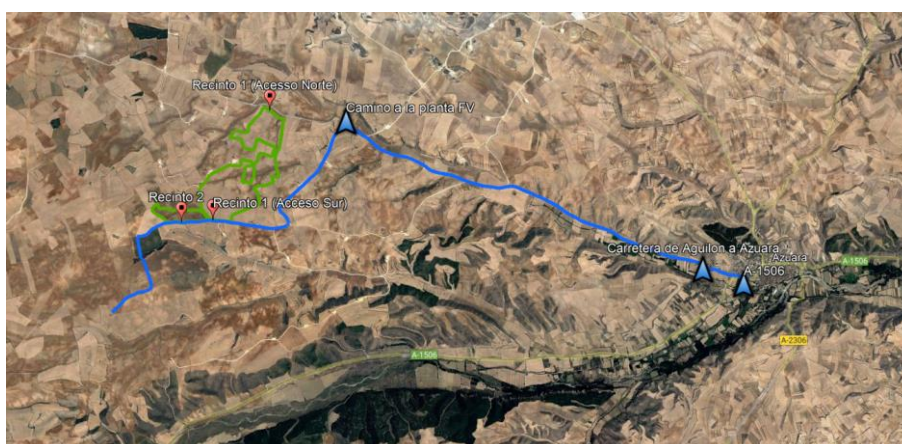 Recinto 1 (Acesso Norte)
Camino a la planta FV
Recinto 2
Recinto 1 (Acceso Sur)
Carretera de Aguilon a Azuara
Azuara
A-1506
A-1506
A-2306
A-1506